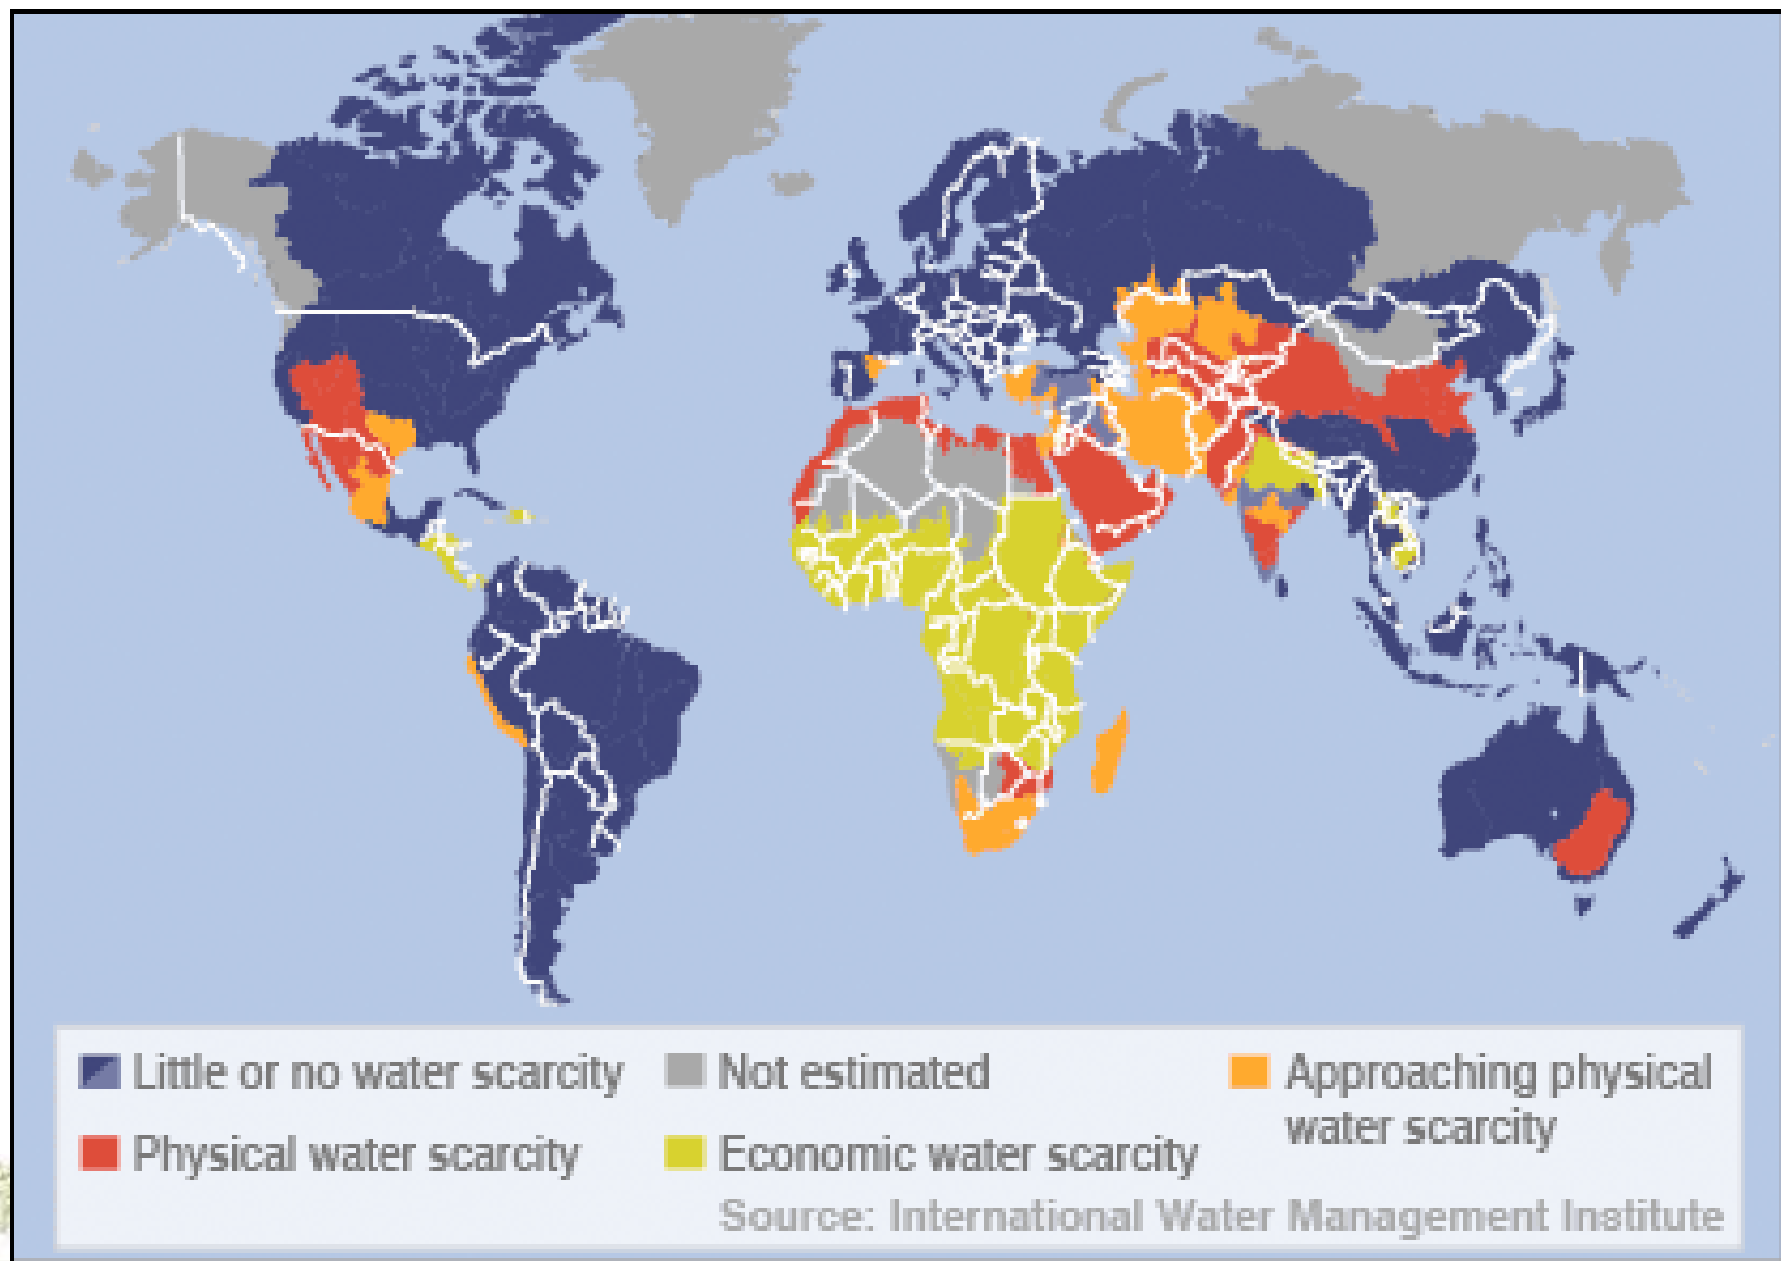 Little or no water scarcity
Not estimated
Approaching physical
water scarcity
Physical water scarcity
Economic water scarcity
Source: International Water Management Institute